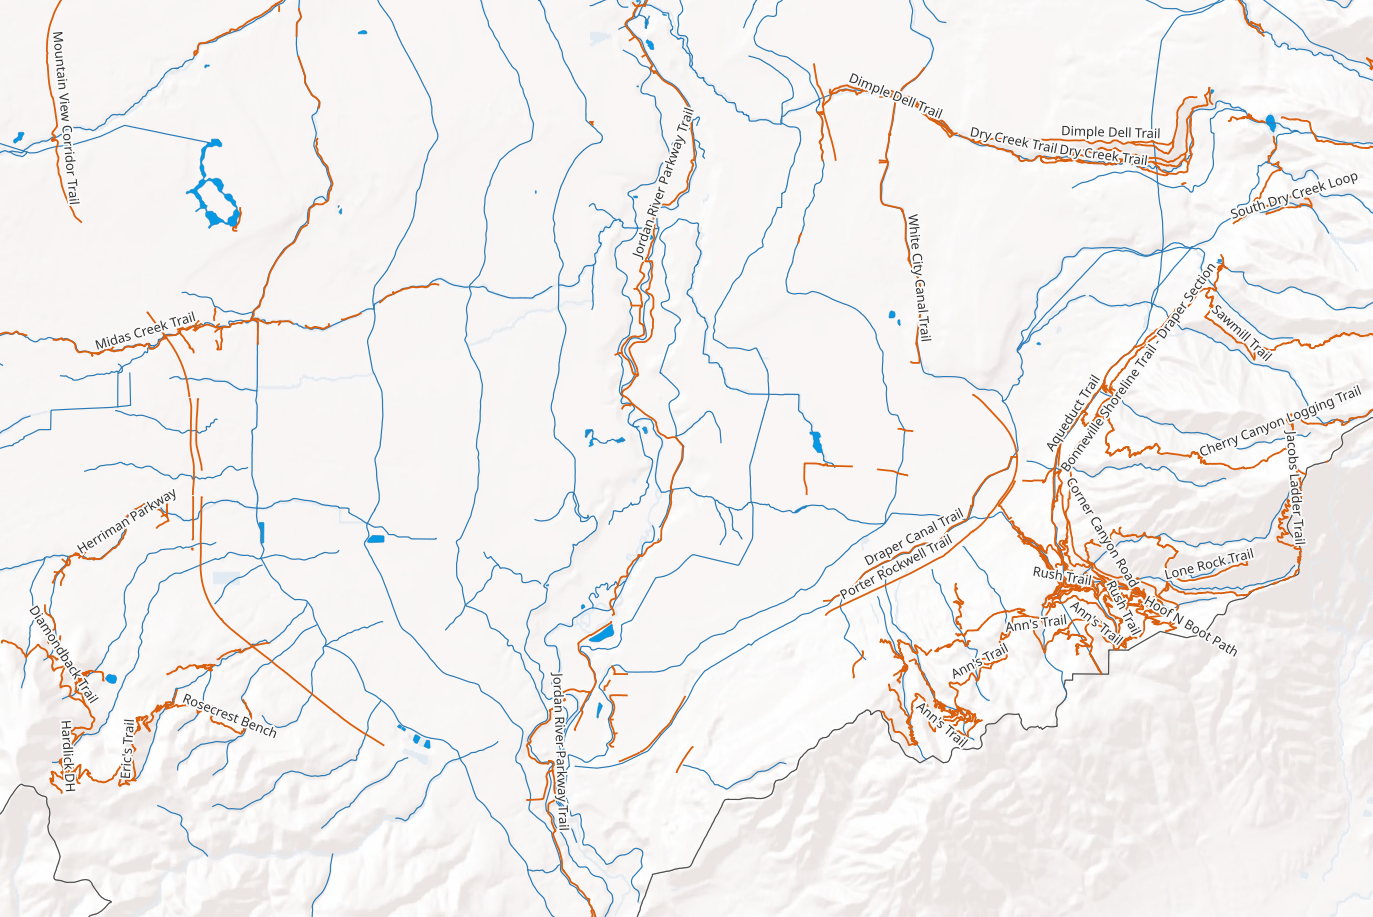 Mountain View Corridor Trail
Jordan River Parkway Trail
Dimple Dell Trail
Dry Creek Trail
Dimple Dell Trail
Dry Creek Trail
South Dry Creek Loop
White City Canal Trail
Midas Creek Trail
Bonneville Shoreline Trail - Draper Section
Sawmill Trail
Aqueduct Trail
Cherry Canyon Logging Trail
Jacobs Ladder Trail
Corner Canyon Road
Herriman Parkway
Draper Canal Trail
Porter Rockwell Trail
Lone Rock Trail
Rush Trail
Rush Trail
Hoof N Boot Path
Ann's Trail
Ann's Trail
Ann's Trail
Ann's Trail
Diamondback Trail
Rosecrest Bench
Hardlick DH
Eric's Trail
Jordan River Parkway Trail